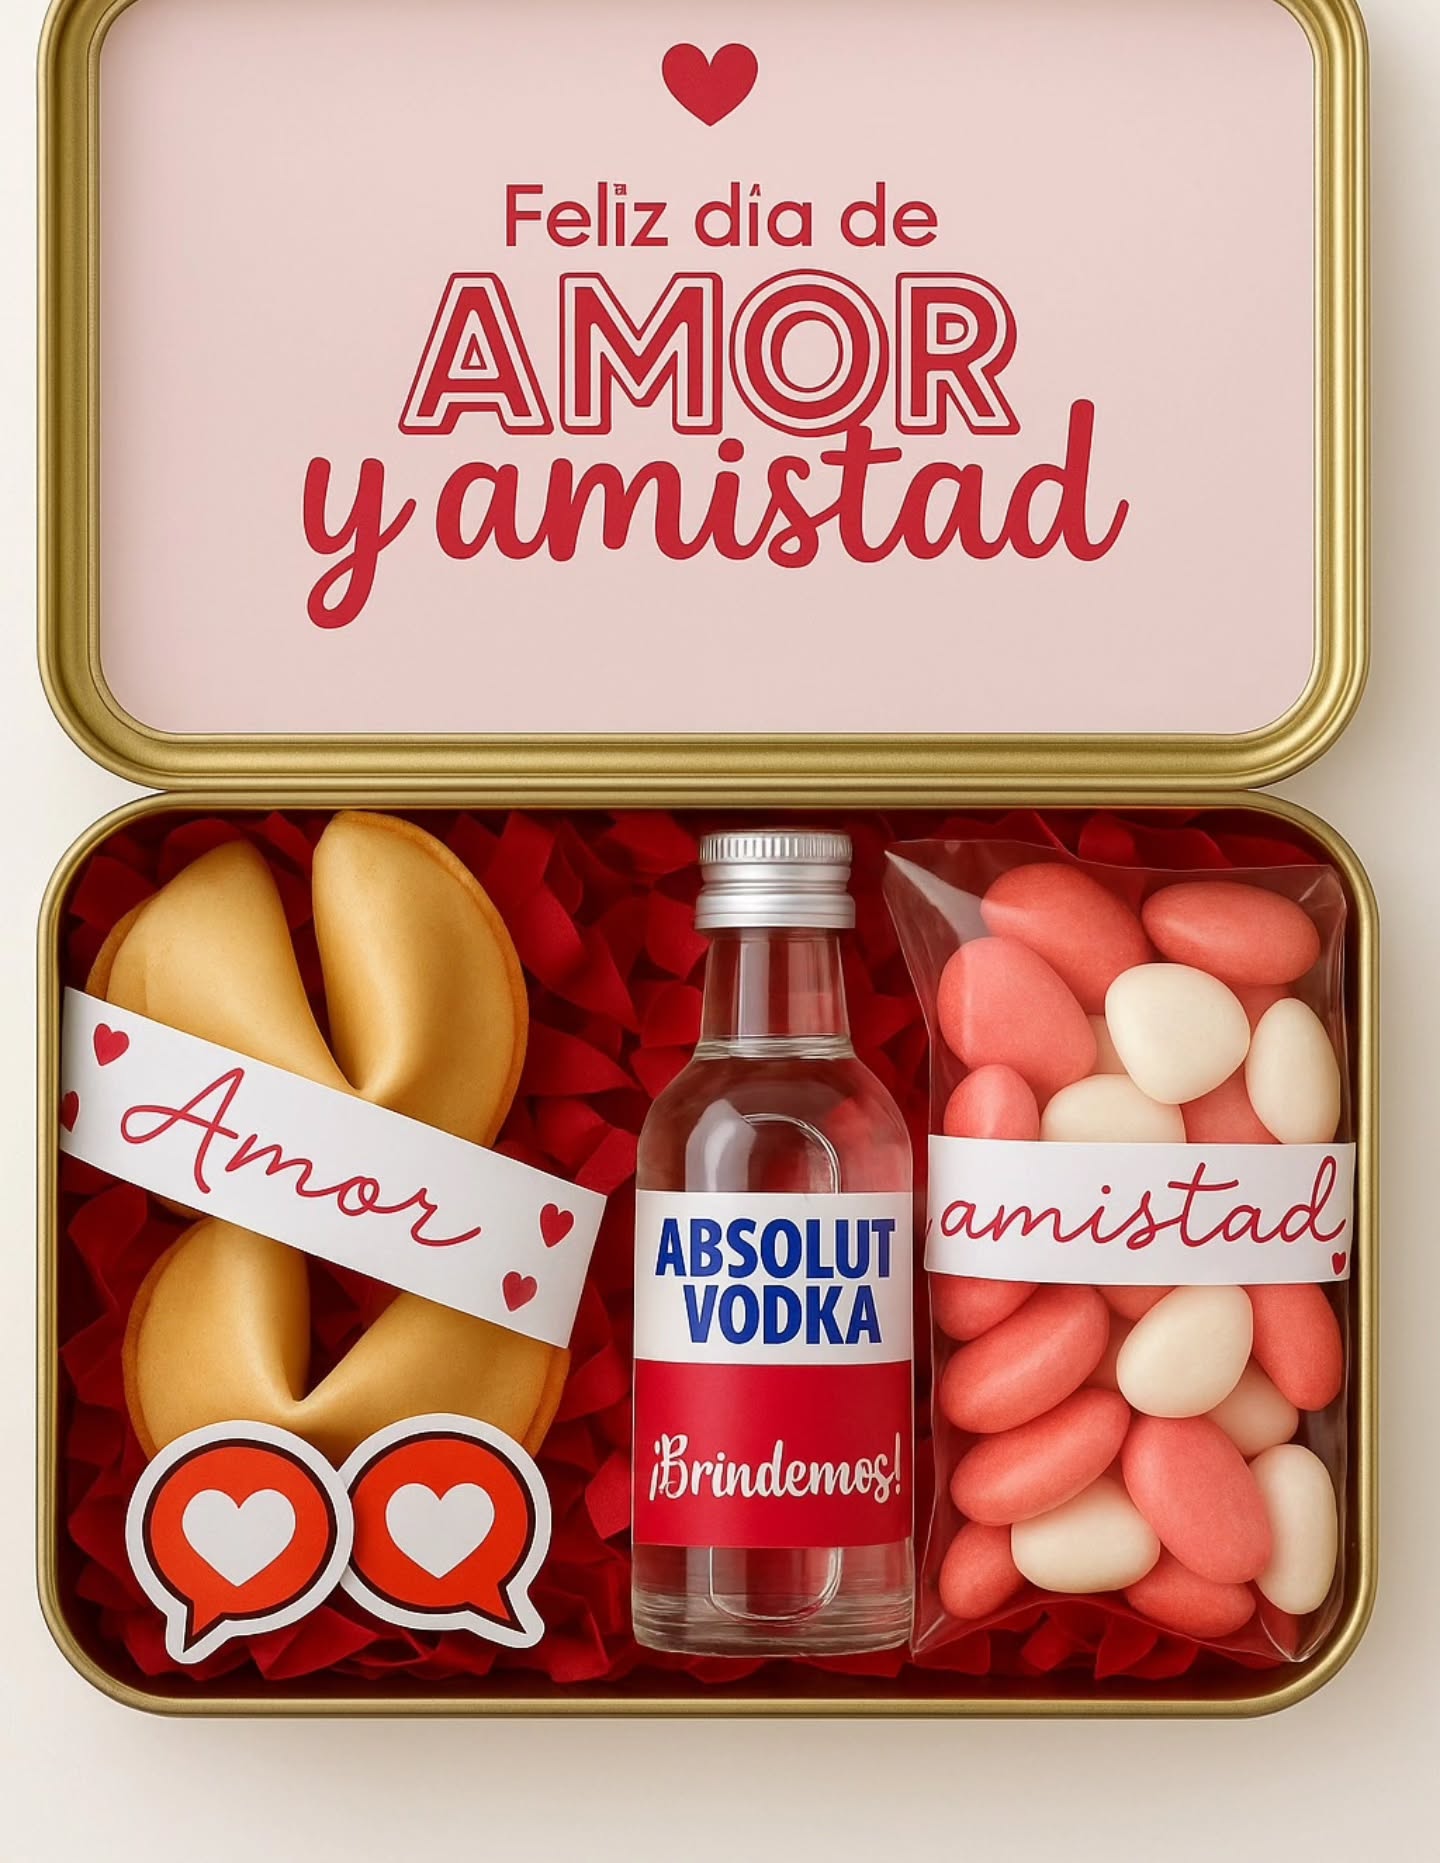 Feliz día de
AMOR
y amistad
Amor
ABSOLUT
VODKA
¡Brindemos!
amistad